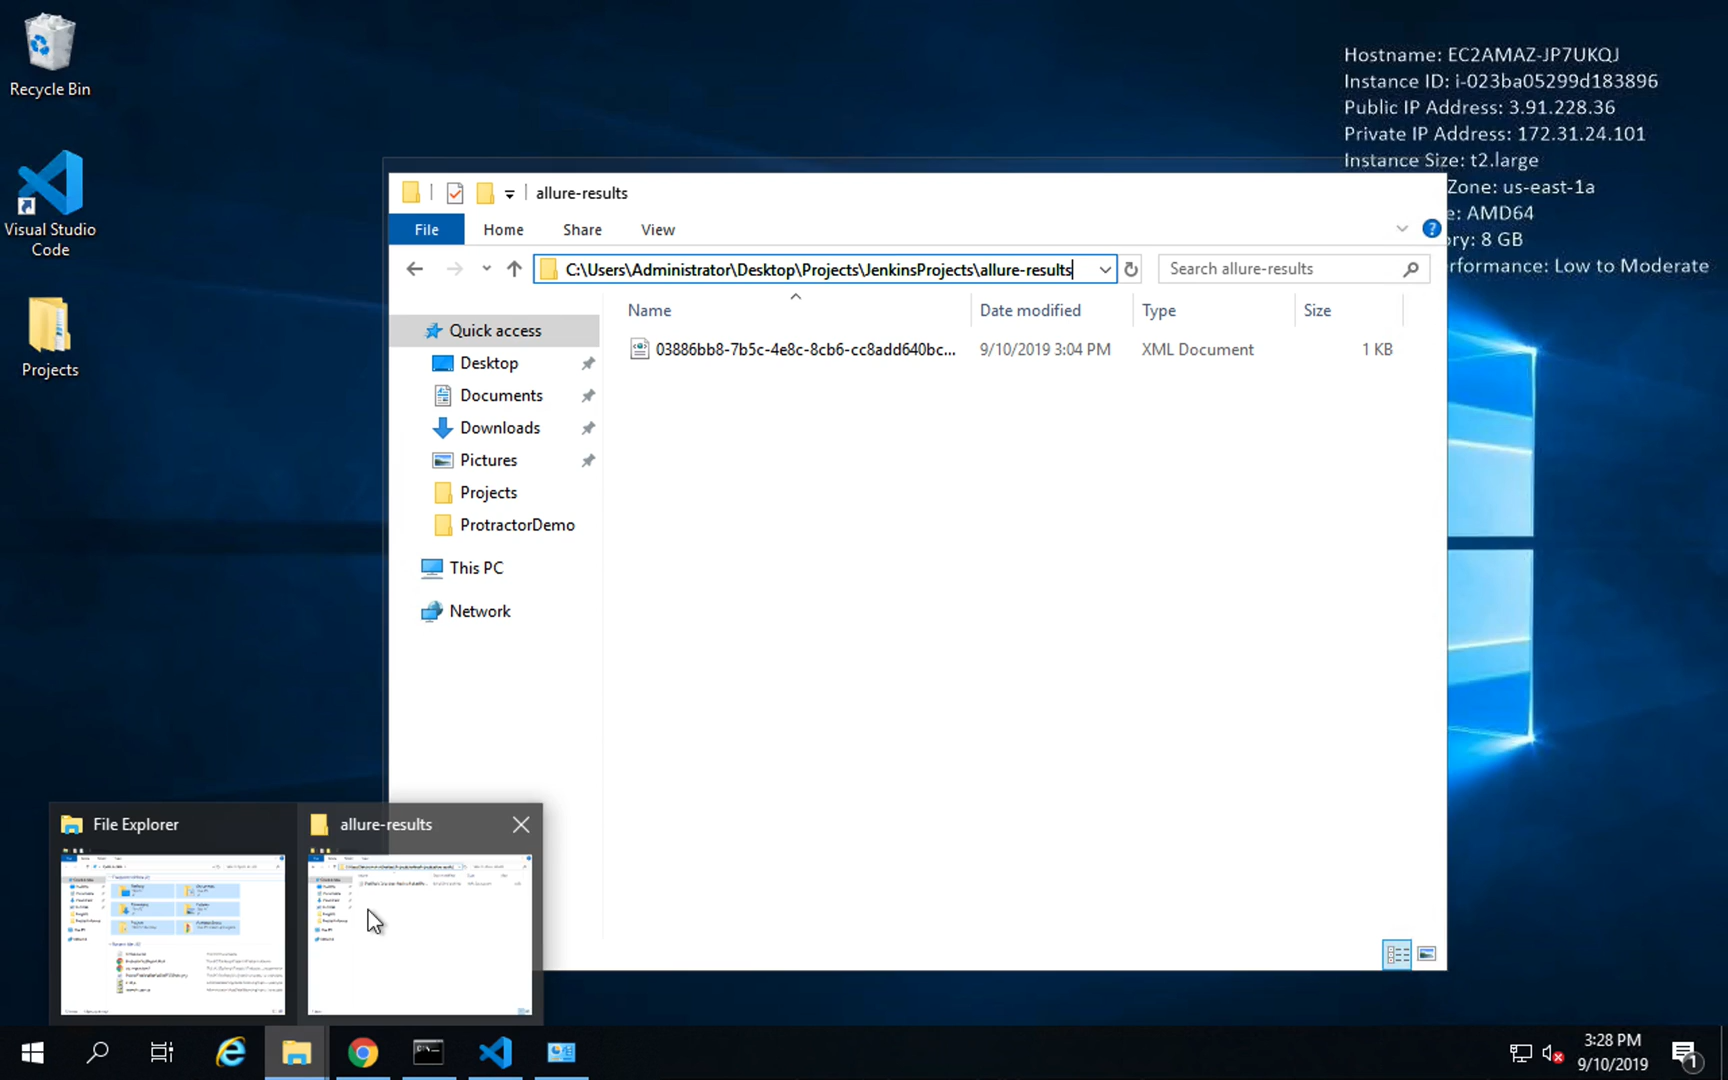 Recycle Bin
Visual Studio
Code
Projects
Hostname: EC2AMAZ-JP7UKQJ
Instance ID: i-023ba05299d183896
Public IP Address: 3.91.228.36
Private IP Address: 172.31.24.101
Instance Size: t2.large
Zone: us-east-1a
e: AMD64
ory: 8 GB
rformance: Low to Moderate
allure-results
File
Home
Share
View
C:\Users\Administrator\Desktop\Projects\JenkinsProjects\allure-results
Search allure-results
Quick access
Desktop
Documents
Downloads
Pictures
Projects
ProtractorDemo
This PC
Network
Name
Date modified
Type
Size
03886bb8-7b5c-4e8c-8cb6-cc8add640bc...
9/10/2019 3:04 PM
XML Document
1 KB
File Explorer
allure-results
3:28 PM
9/10/2019
1